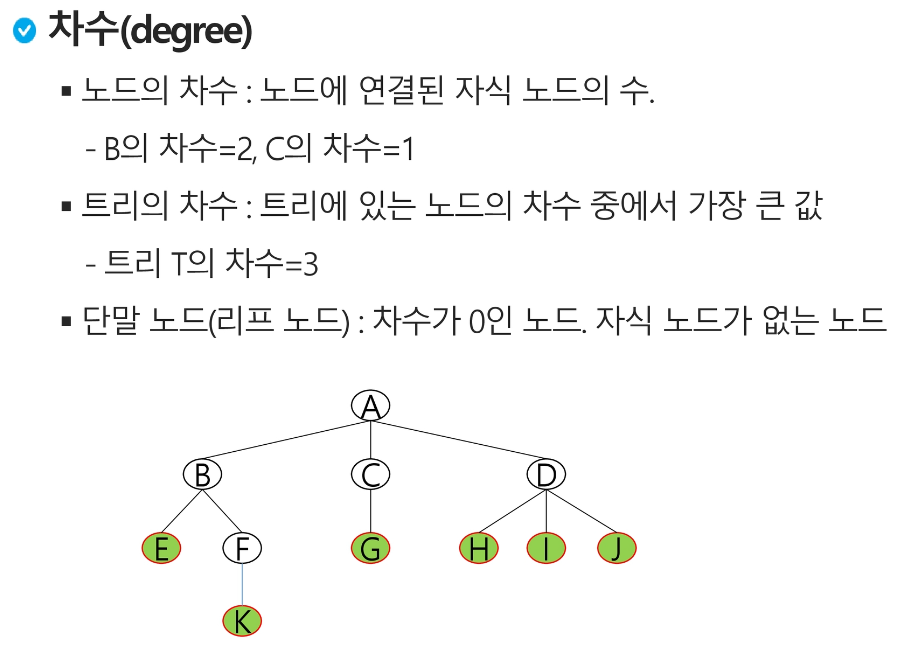 차수(degree)
▪ 노드의 차수 : 노드에 연결된 자식 노드의 수.
- B의 차수=2, C의 차수=1
▪ 트리의 차수 : 트리에 있는 노드의 차수 중에서 가장 큰 값
- 트리 T의 차수=3
▪ 단말 노드(리프 노드) : 차수가 0인 노드. 자식 노드가 없는 노드
A
B C D
E F G H I J
K